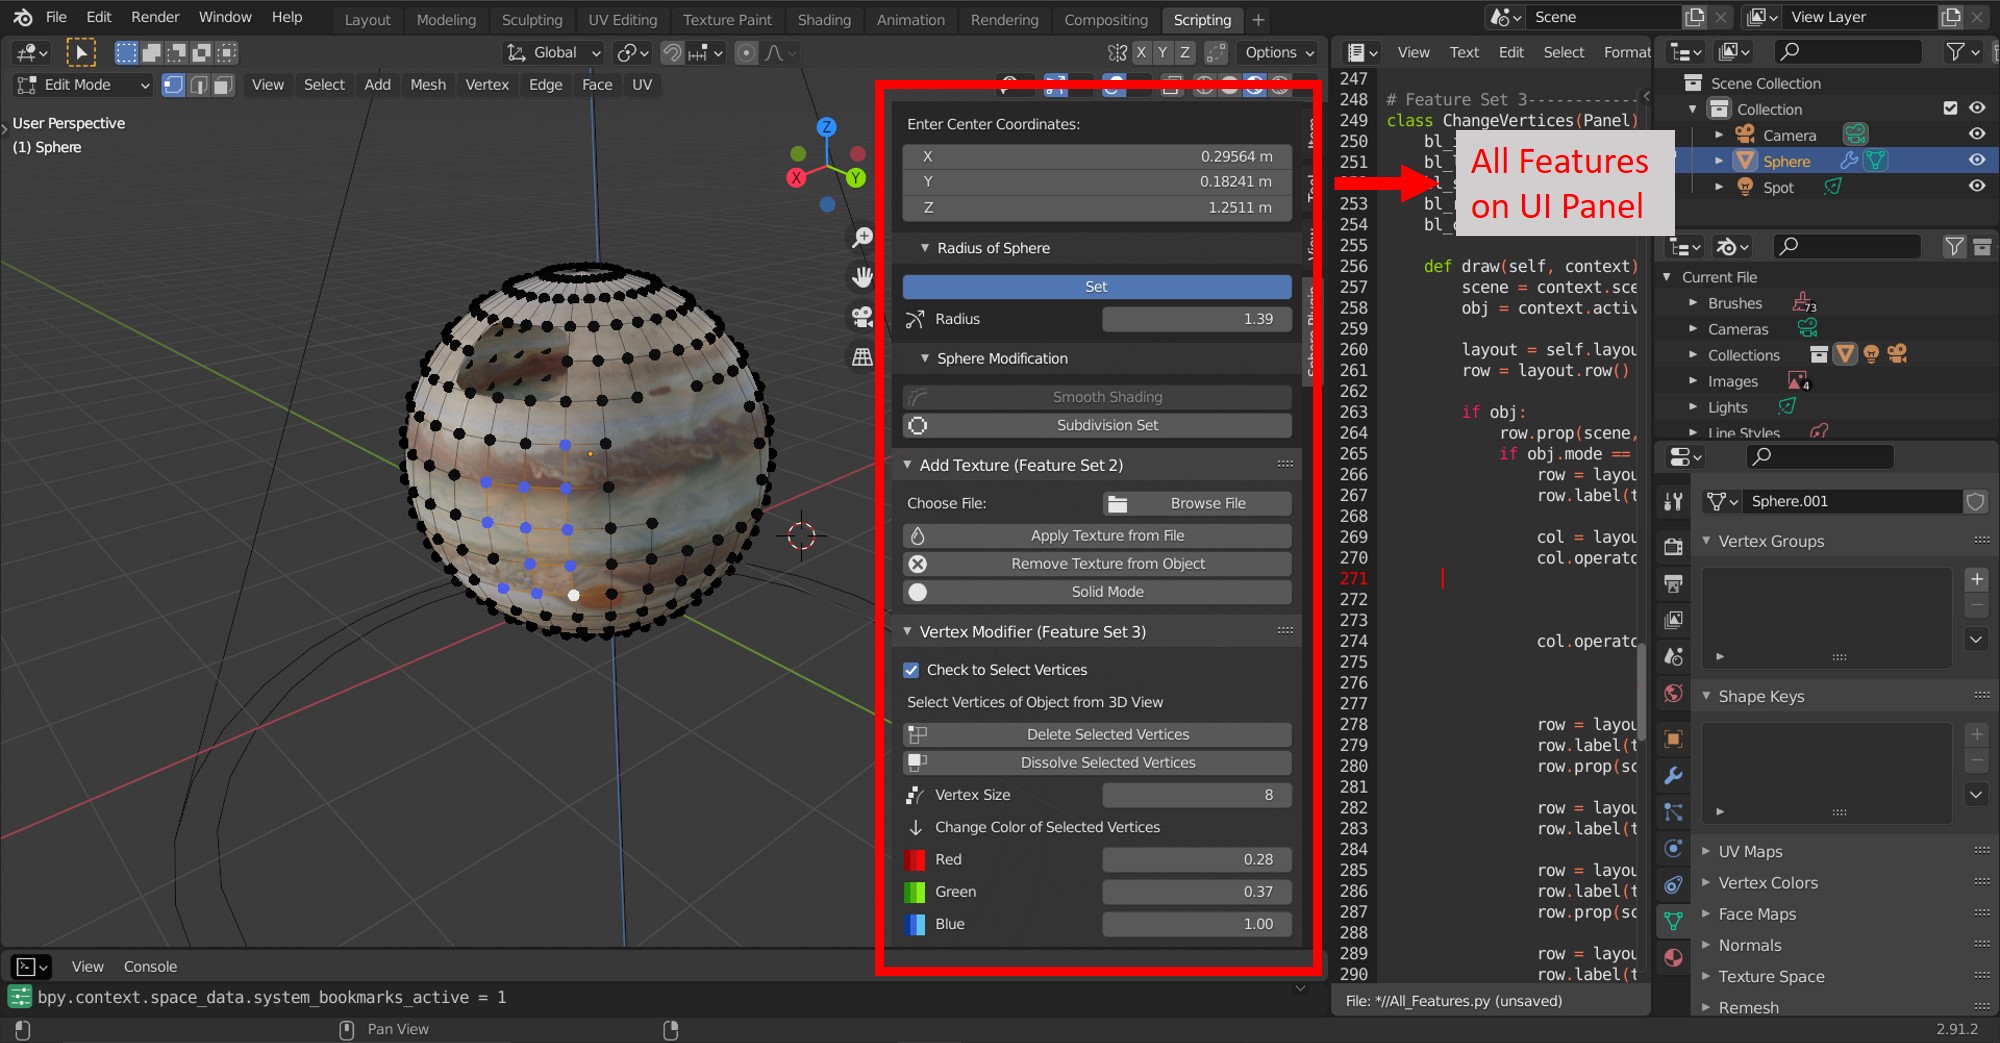 File Edit Render Window Help
Layout Modeling Sculpting UV Editing Texture Paint Shading Animation Rendering Compositing Scripting +
Scene
View Layer
Global
X Y Z
Options
Edit Mode
View Select Add Mesh Vertex Edge Face UV
User Perspective
(1) Sphere
Z
X
Y
Enter Center Coordinates:
X 0.29564 m
Y 0.18241 m
Z 1.2511 m
Radius of Sphere
Set
Radius 1.39
Sphere Modification
Smooth Shading
Subdivision Set
Add Texture (Feature Set 2)
Choose File: Browse File
Apply Texture from File
Remove Texture from Object
Solid Mode
Vertex Modifier (Feature Set 3)
Check to Select Vertices
Select Vertices of Object from 3D View
Delete Selected Vertices
Dissolve Selected Vertices
Vertex Size 8
Change Color of Selected Vertices
Red 0.28
Green 0.37
Blue 1.00
Tool
View
All Features
on UI Panel
View Text Edit Select Format
247
248 # Feature Set 3-------------
249 class ChangeVertices(Panel)
250 bl_
251 bl_
bl_
253 bl_
254 bl_
255
256 def draw(self, context)
257 scene = context.sce
258 obj = context.activ
259
260 layout = self.layou
261 row = layout.row()
262
263 if obj:
264 row.prop(scene,
265 if obj.mode ==
266 row = layou
267 row.label(t
268
269 col = layou
270 col.operato
271
272
273
274 col.operato
275
276
277
278 row = layou
279 row.label(t
280 row.prop(sc
281
282 row = layou
283 row.label(t
284
285 row = layou
286 row.label(t
287 row.prop(sc
288
289 row = layou
290 row.label(t
File: *//All_Features.py (unsaved)
Scene Collection
Collection
Camera
Sphere
Spot
Current File
Brushes 73
Cameras
Collections
Images 4
Lights
Line Styles
Sphere.001
Vertex Groups
Shape Keys
UV Maps
Vertex Colors
Face Maps
Normals
Texture Space
Remesh
View Console
bpy.context.space_data.system_bookmarks_active = 1
Pan View
2.91.2